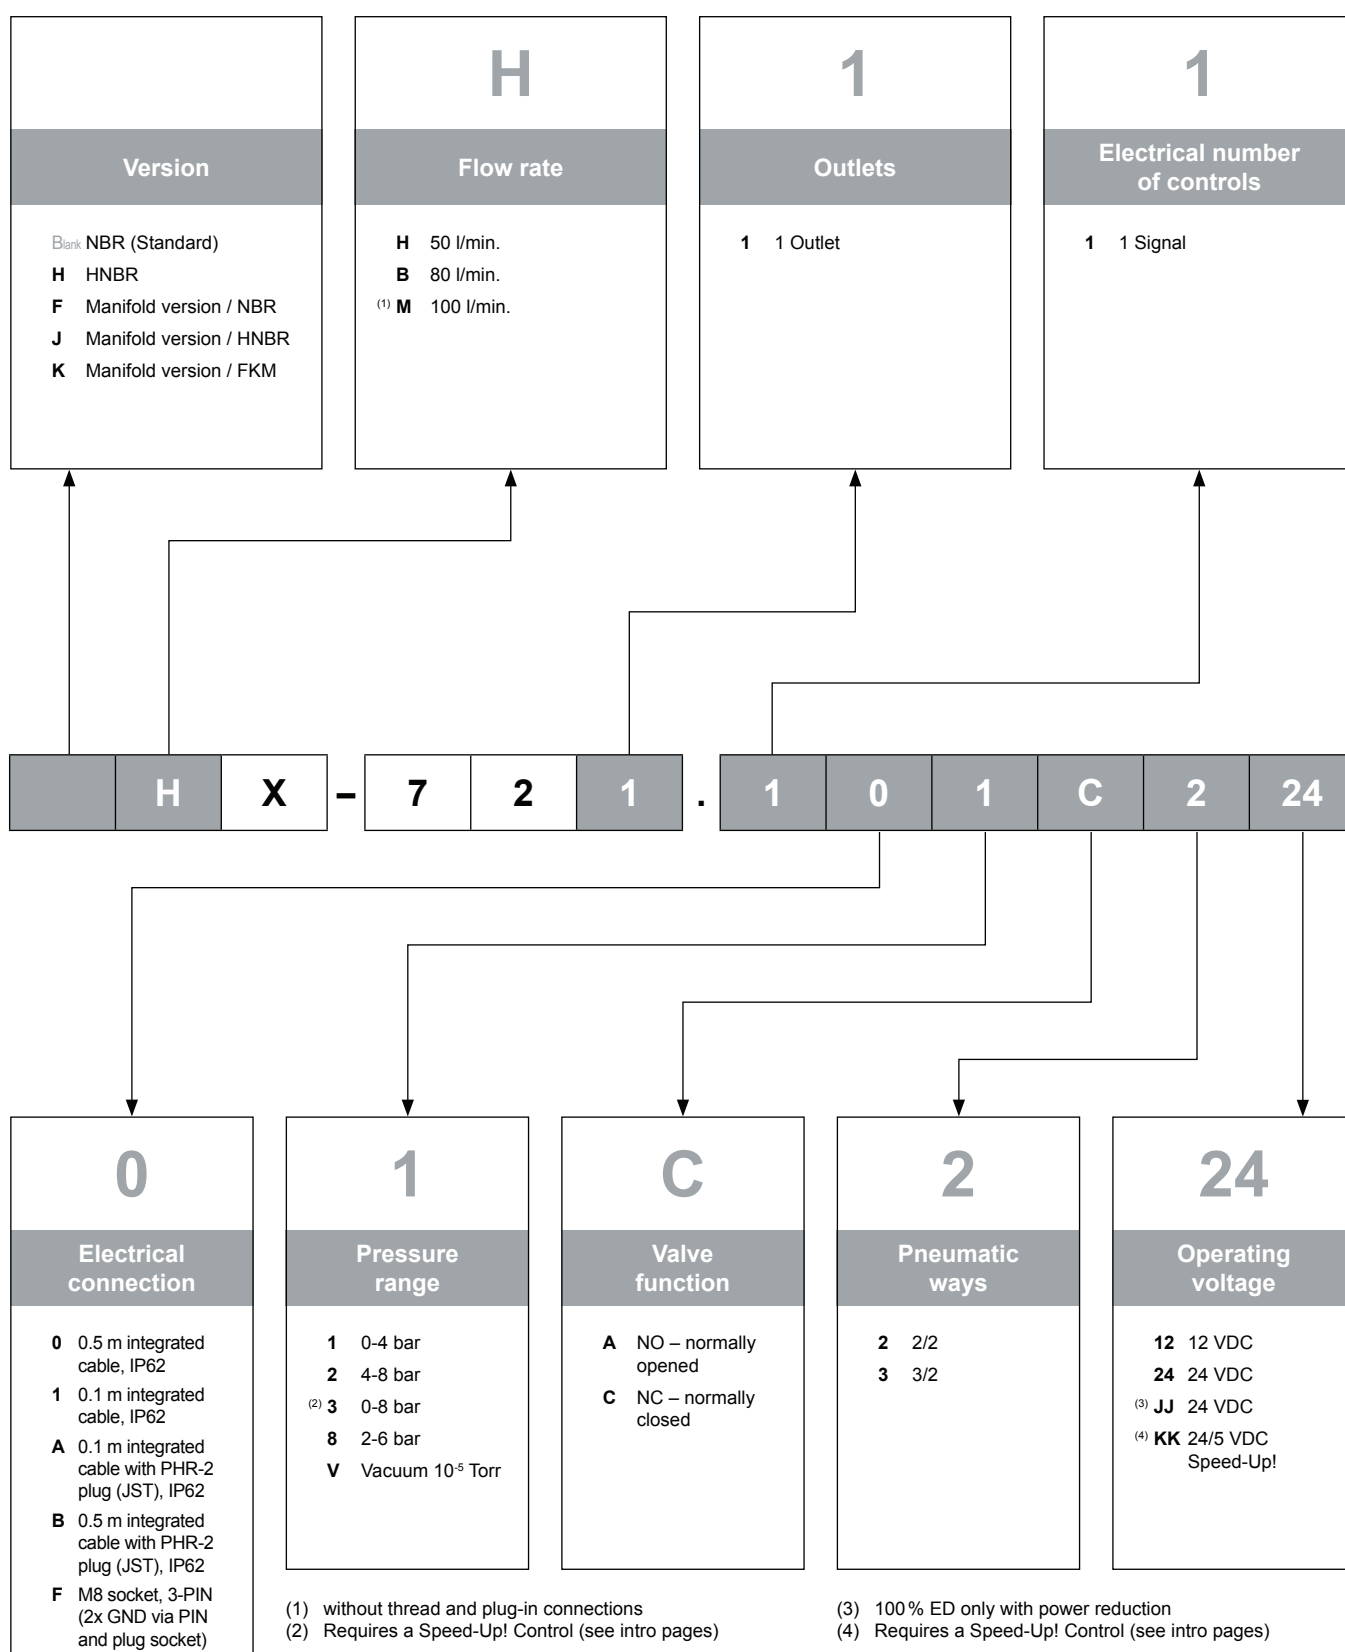 H
1
1
Version
Flow rate
Outlets
Electrical number
of controls
Blank NBR (Standard)
H HNBR
F Manifold version / NBR
J Manifold version / HNBR
K Manifold version / FKM
H 50 l/min.
B 80 l/min.
(1) M 100 l/min.
1 1 Outlet
1 1 Signal
H X – 7 2 1 . 1 0 1 C 2 24
0
1
C
2
24
Electrical
connection
Pressure
range
Valve
function
Pneumatic
ways
Operating
voltage
0 0.5 m integrated
cable, IP62
1 0.1 m integrated
cable, IP62
A 0.1 m integrated
cable with PHR-2
plug (JST), IP62
B 0.5 m integrated
cable with PHR-2
plug (JST), IP62
F M8 socket, 3-PIN
(2x GND via PIN
and plug socket)
1 0-4 bar
2 4-8 bar
(2) 3 0-8 bar
8 2-6 bar
V Vacuum 10⁻⁵ Torr
A NO – normally
opened
C NC – normally
closed
2 2/2
3 3/2
12 12 VDC
24 24 VDC
(3) JJ 24 VDC
(4) KK 24/5 VDC
Speed-Up!
(1) without thread and plug-in connections
(2) Requires a Speed-Up! Control (see intro pages)
(3) 100% ED only with power reduction
(4) Requires a Speed-Up! Control (see intro pages)